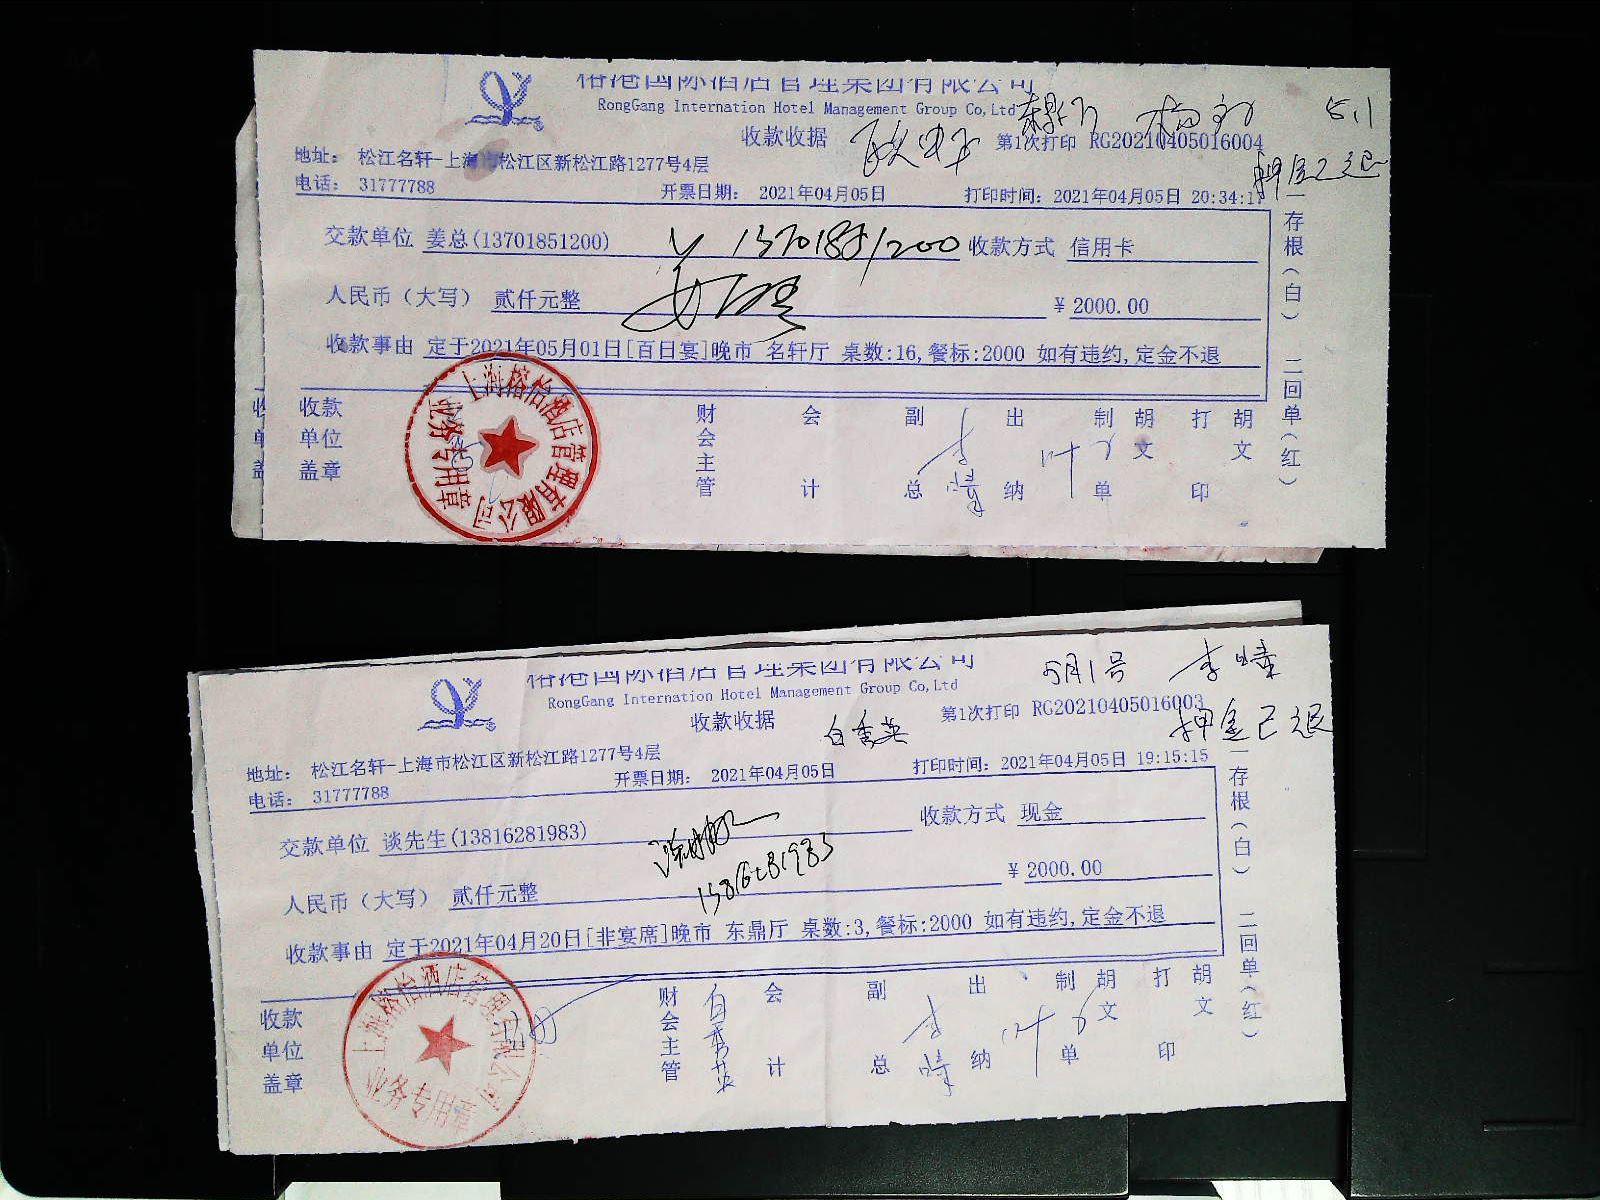 榕港国际酒店管理集团有限公司
RongGang Internation Hotel Management Group Co,Ltd
5.1
收款收据 第1次打印 RG20210405016004
押金已退
地址： 松江名轩-上海市松江区新松江路1277号4层
电话： 31777788 开票日期： 2021年04月05日 打印时间：2021年04月05日 20:34:1
交款单位 姜总(13701851200) 13701851200 收款方式 信用卡
人民币（大写） 贰仟元整 ¥ 2000.00
收款事由 定于2021年05月01日[百日宴]晚市 名轩厅 桌数:16,餐标:2000 如有违约,定金不退
存根（白） 二回单（红）
收款单位盖章 财会主管 会计 副总 出纳 制单 胡文 打印 胡文
上海榕怡酒店管理有限公司
业务专用章
榕港国际酒店管理集团有限公司
RongGang Internation Hotel Management Group Co,Ltd
5月1号
收款收据 白秀英 第1次打印 RG20210405016003
押金已退
地址： 松江名轩-上海市松江区新松江路1277号4层
电话： 31777788 开票日期： 2021年04月05日 打印时间：2021年04月05日 19:15:15
交款单位 谈先生(13816281983) 收款方式 现金
13816281983
人民币（大写） 贰仟元整 ¥ 2000.00
收款事由 定于2021年04月20日[非宴席]晚市 东鼎厅 桌数:3,餐标:2000 如有违约,定金不退
一存根（白） 二回单（红）
收款单位盖章 财会主管 白秀英 会计 副总 出纳 制单 胡文 打印 胡文
上海榕怡酒店管理有限公司
业务专用章